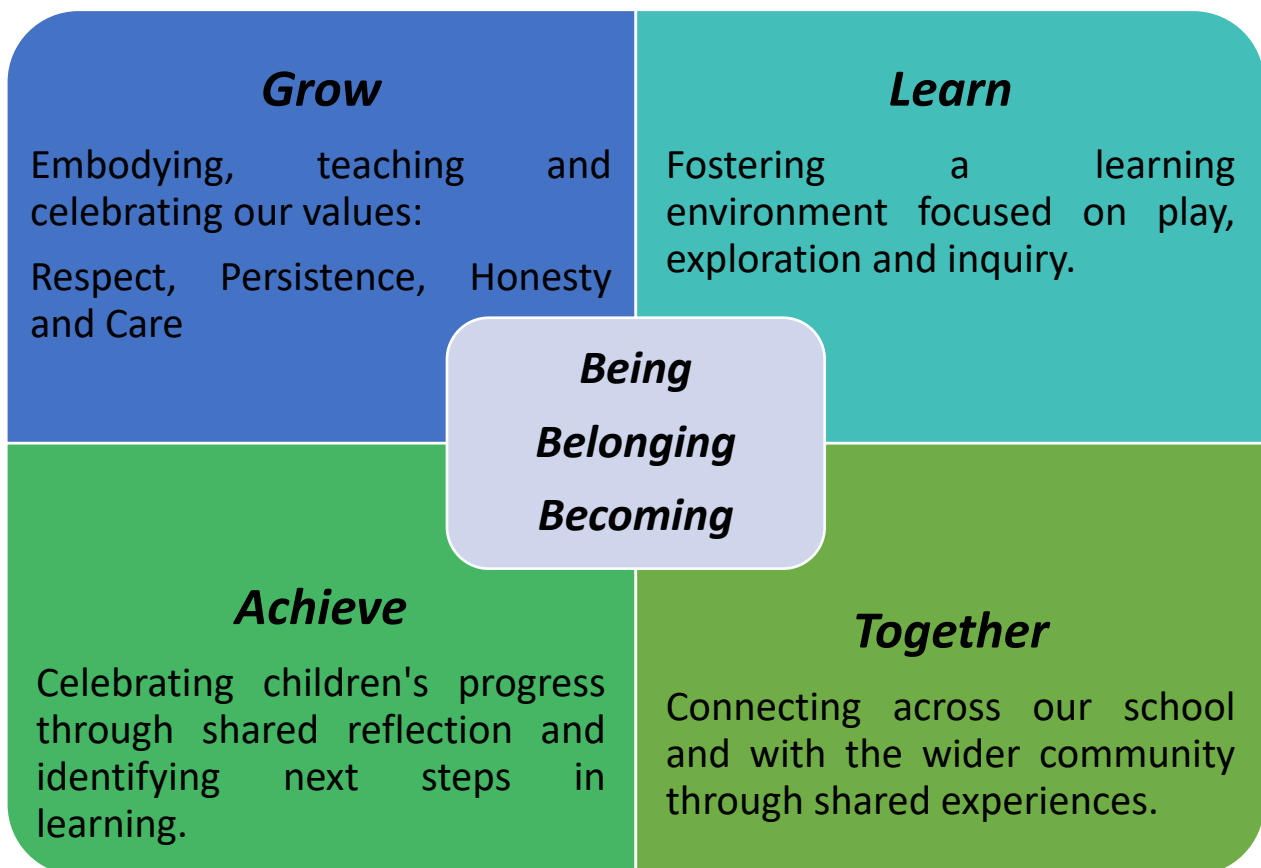 Grow
Embodying, teaching and
celebrating our values:
Respect, Persistence, Honesty
and Care
Learn
Fostering a learning
environment focused on play,
exploration and inquiry.
Being
Belonging
Becoming
Achieve
Celebrating children's progress
through shared reflection and
identifying next steps in
learning.
Together
Connecting across our school
and with the wider community
through shared experiences.